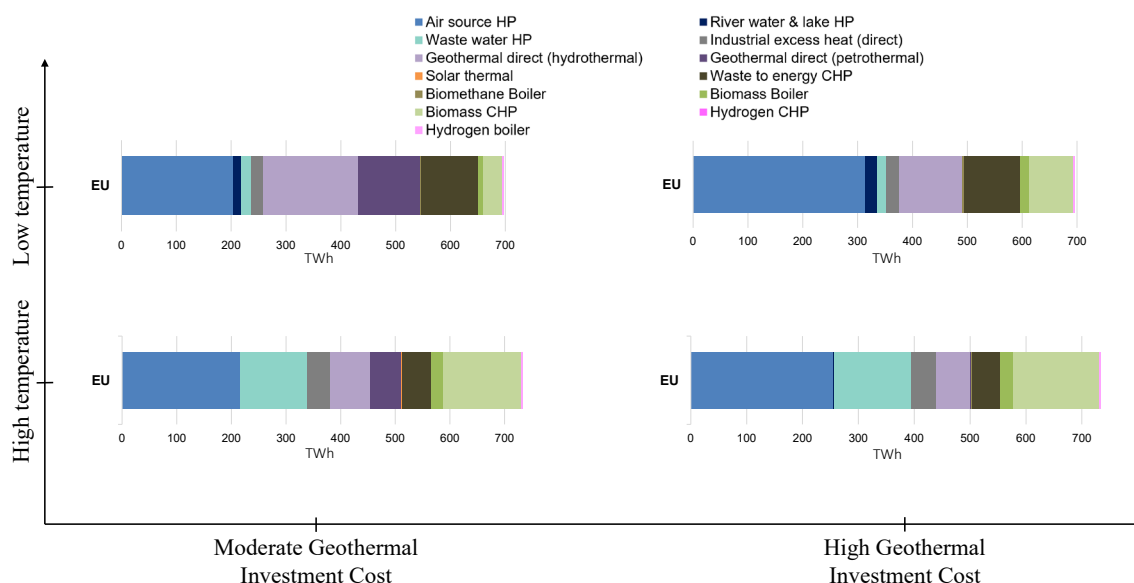 Air source HP
River water & lake HP
Waste water HP
Industrial excess heat (direct)
Geothermal direct (hydrothermal)
Geothermal direct (petrothermal)
Solar thermal
Waste to energy CHP
Biomethane Boiler
Biomass Boiler
Biomass CHP
Hydrogen CHP
Hydrogen boiler
Low temperature
EU
0 100 200 300 400 500 600 700
TWh
EU
0 100 200 300 400 500 600 700
TWh
High temperature
EU
0 100 200 300 400 500 600 700
TWh
EU
0 100 200 300 400 500 600 700
TWh
Moderate Geothermal
Investment Cost
High Geothermal
Investment Cost